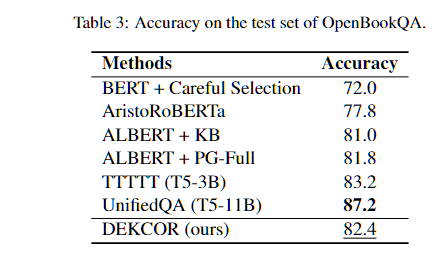 Table 3: Accuracy on the test set of OpenBookQA.
Methods Accuracy
BERT + Careful Selection 72.0
AristoRoBERTa 77.8
ALBERT + KB 81.0
ALBERT + PG-Full 81.8
TTTTT (T5-3B) 83.2
UnifiedQA (T5-11B) 87.2
DEKCOR (ours) 82.4